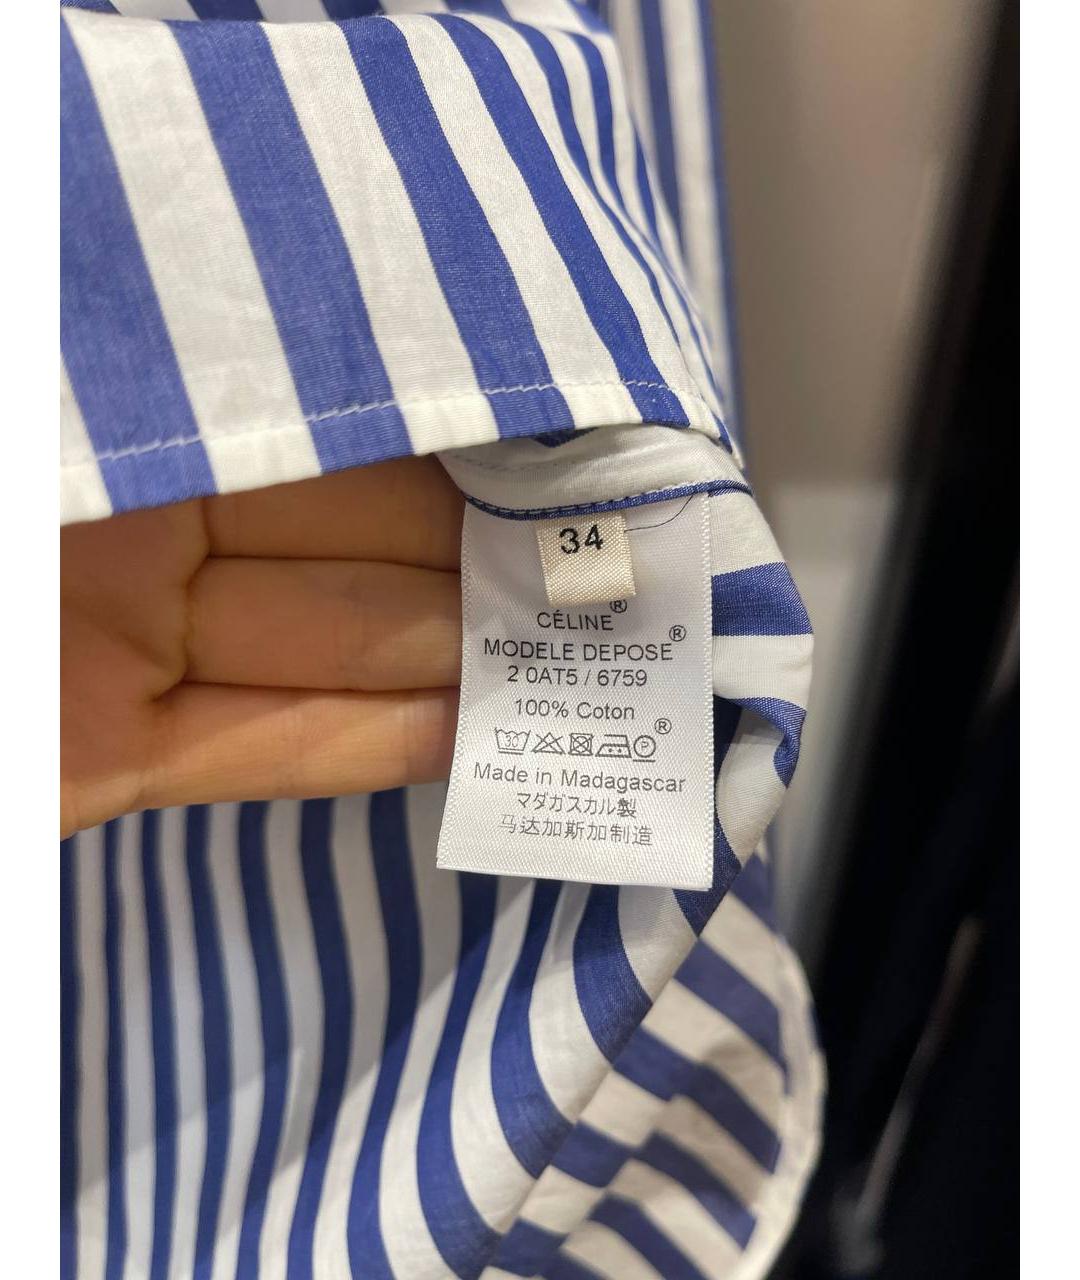 34
CÉLINE®
MODELE DEPOSE®
2 0AT5 / 6759
100% Coton
30 P ®
Made in Madagascar
マダガスカル製
马达加斯加制造